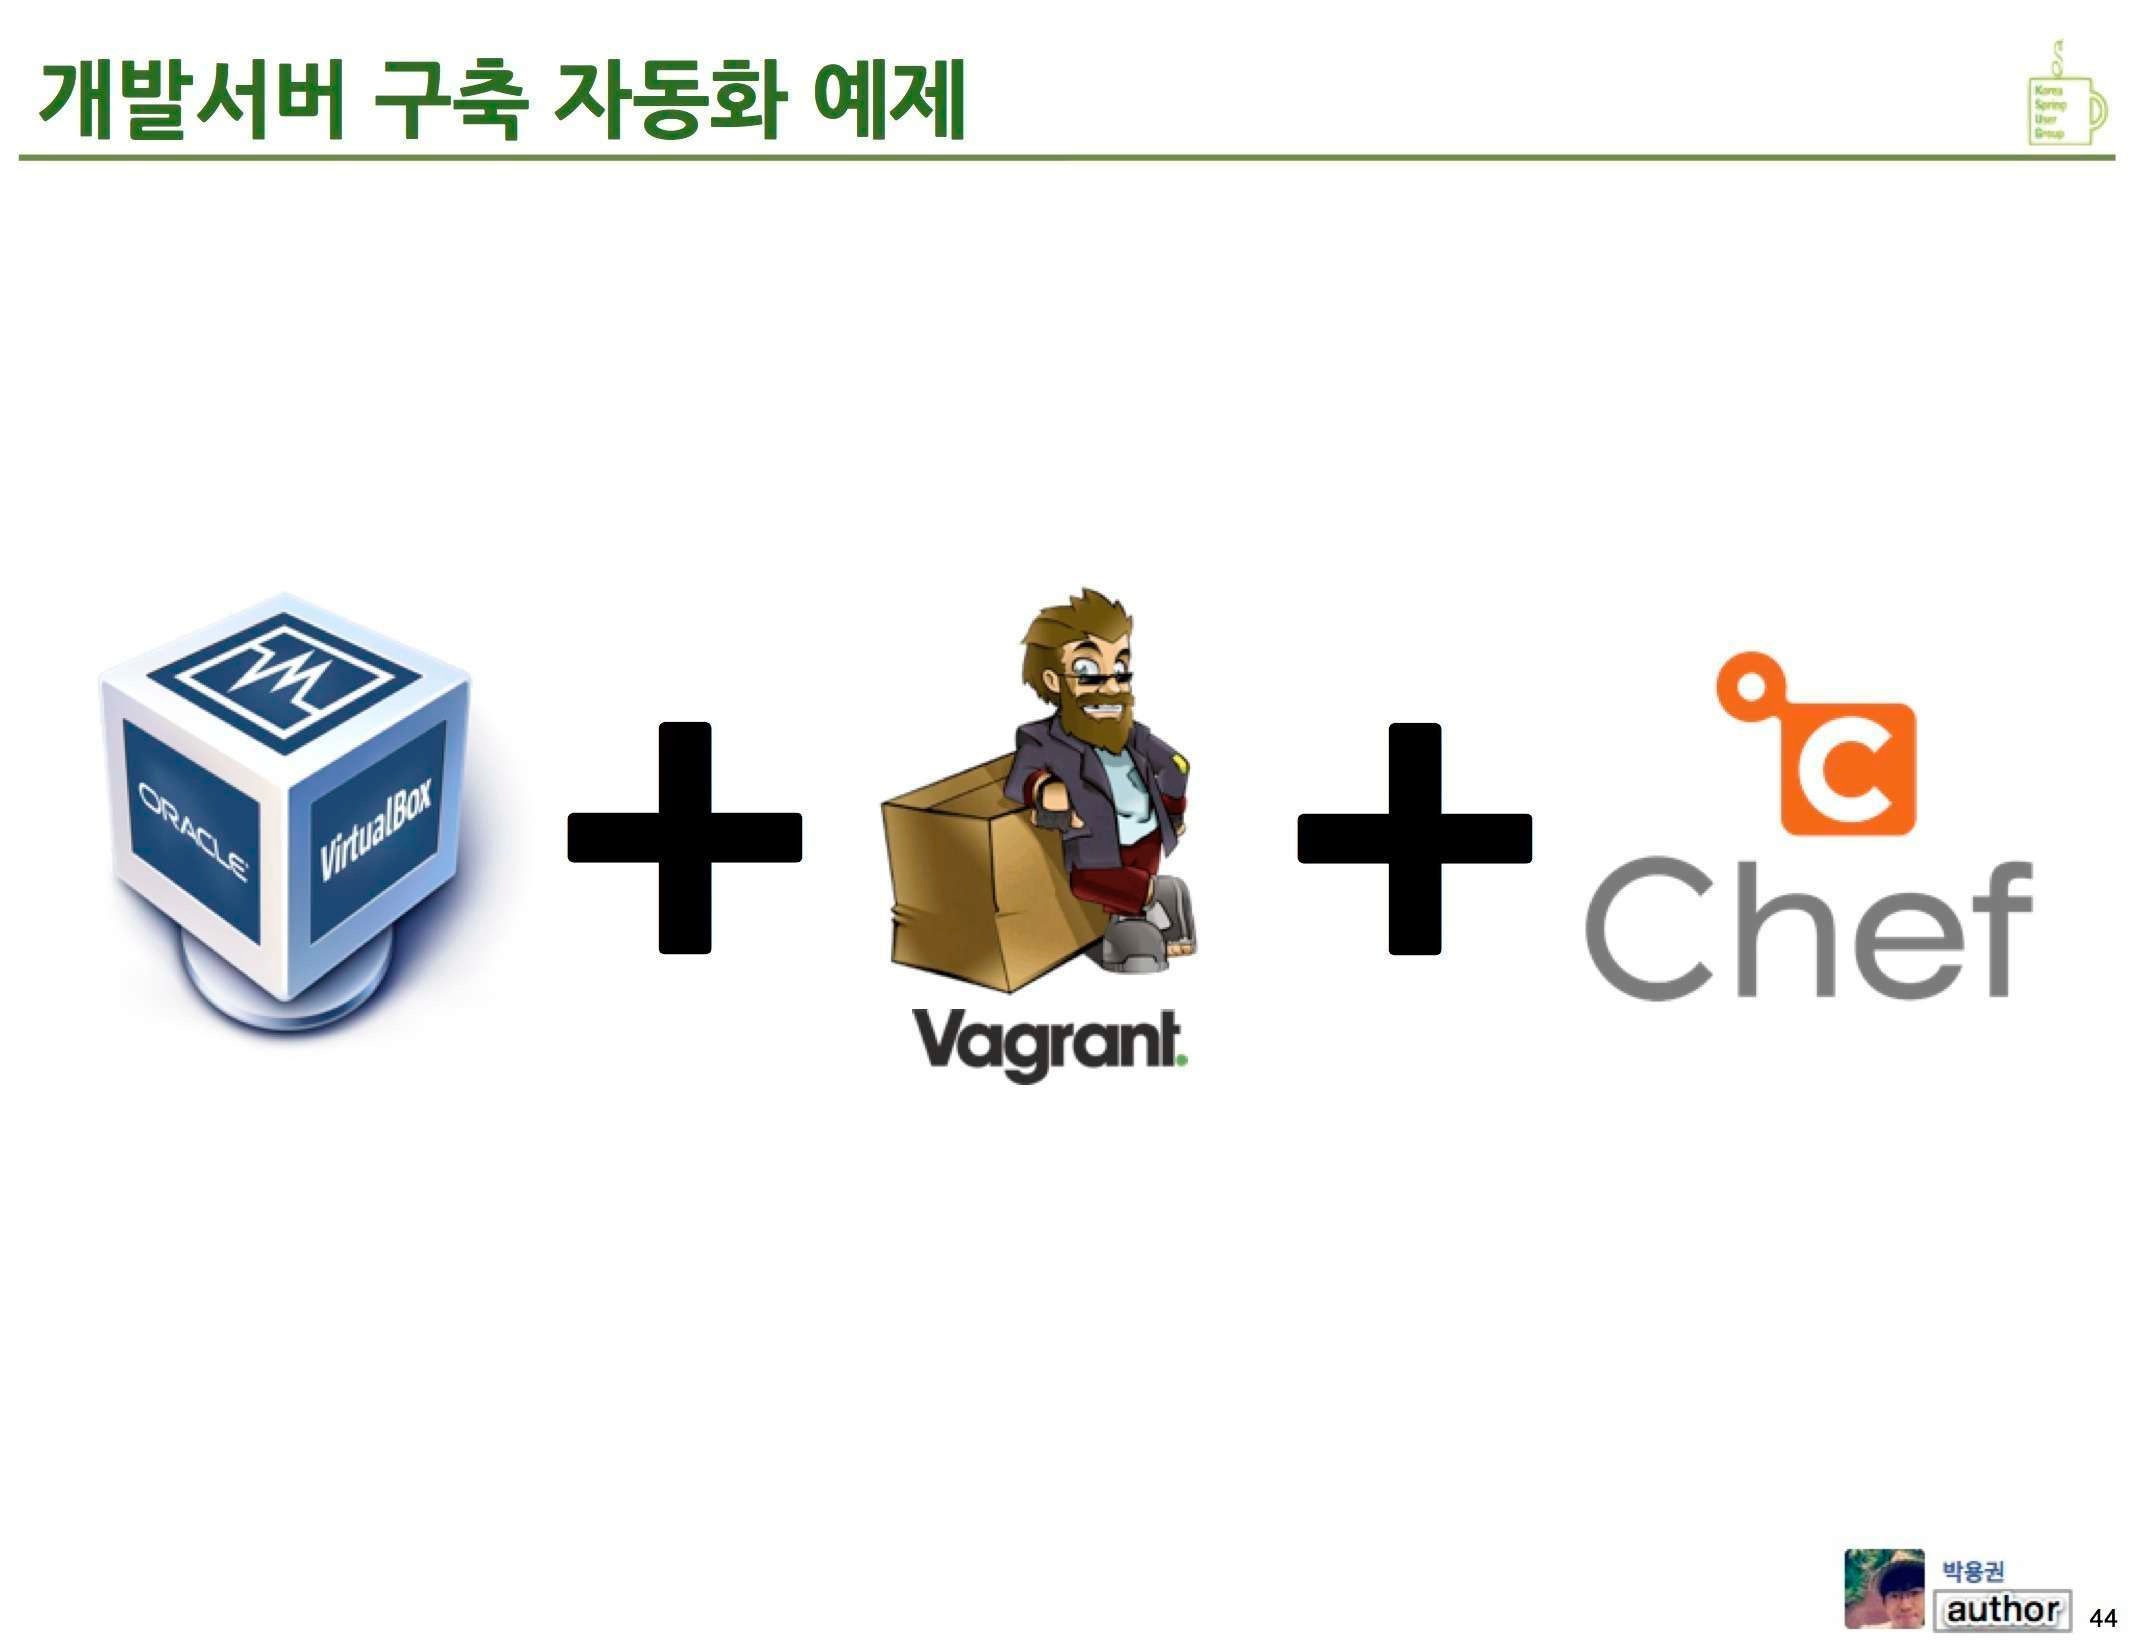 개발서버 구축 자동화 예제
Korea
Spring
User
Group
ORACLE
VirtualBox
Vagrant.
C
Chef
박용권
author
44